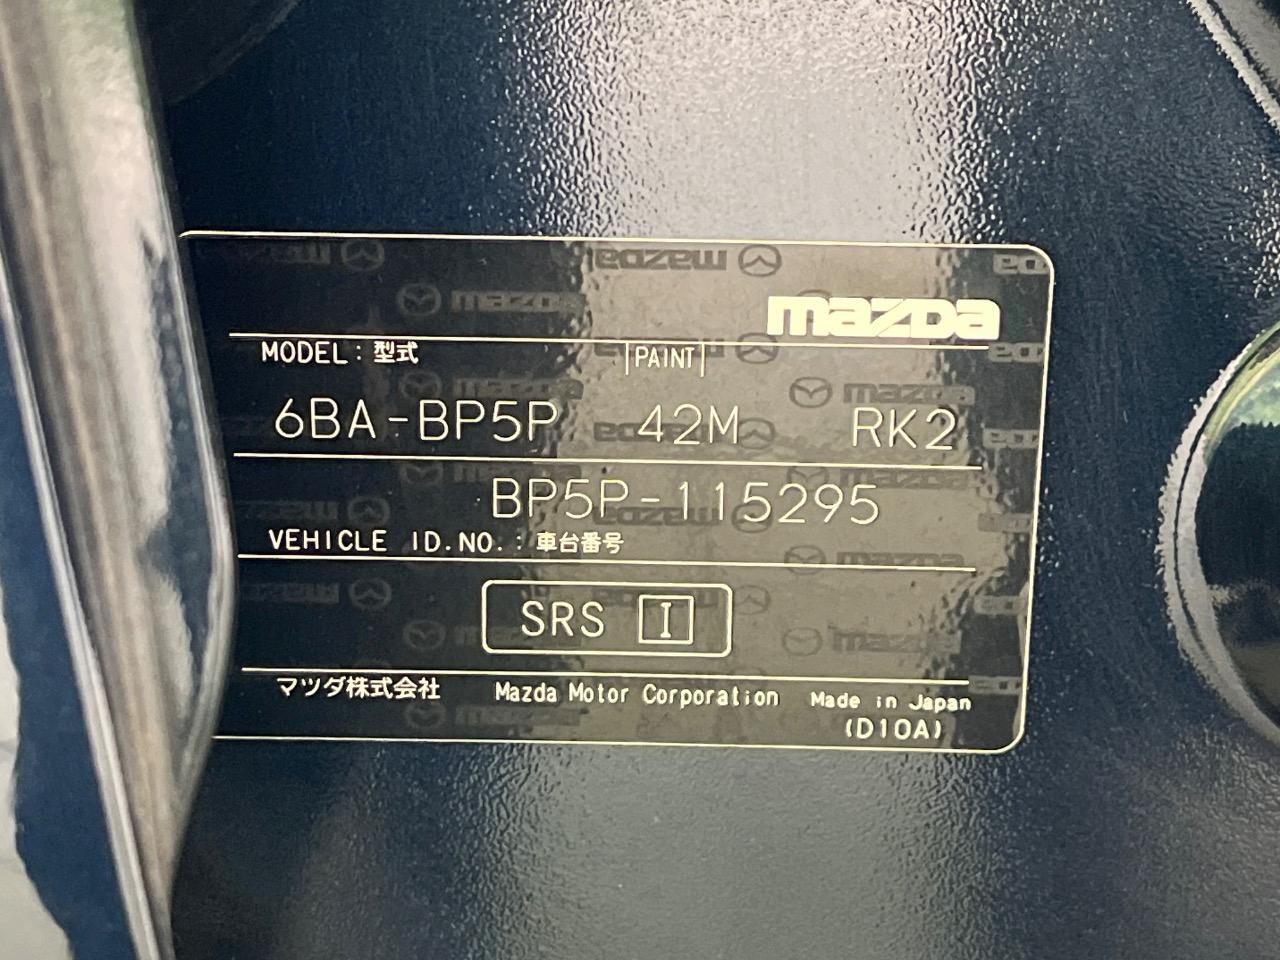 mazda
MODEL : 型式 |PAINT|
6BA-BP5P 42M RK2
BP5P-115295
VEHICLE ID.NO. : 車台番号
SRS I
マツダ株式会社 Mazda Motor Corporation Made in Japan
(D10A)